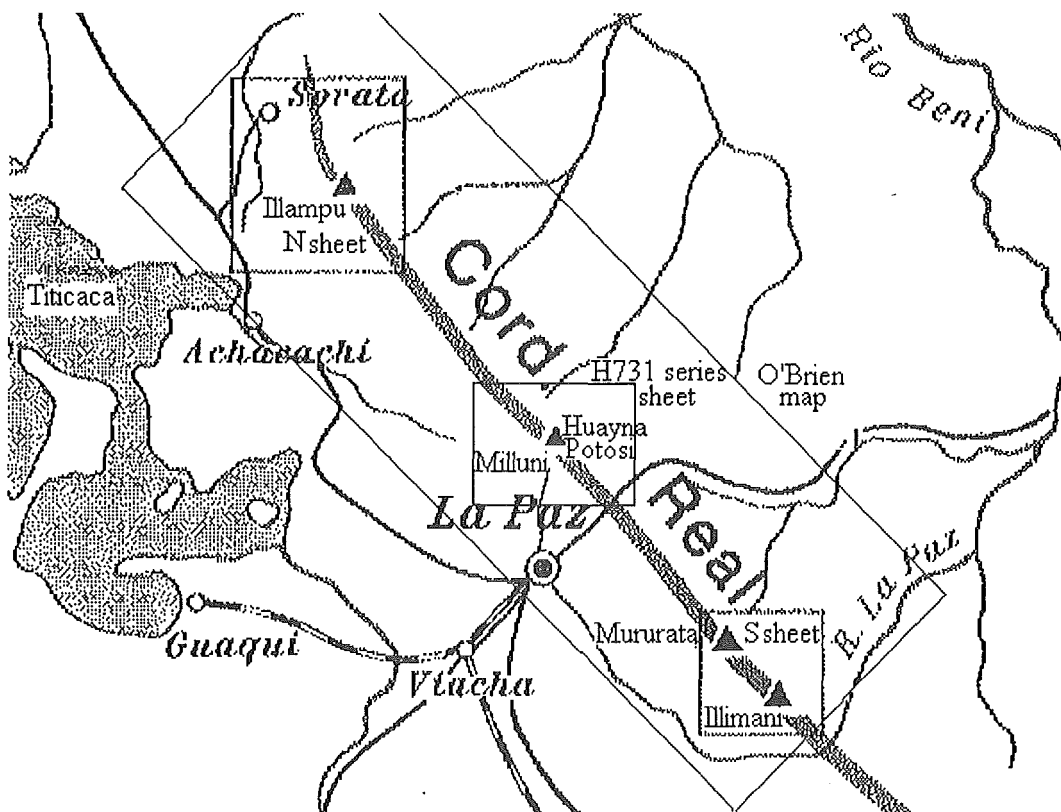 Rio
Beni
Sorata
Illampu
N sheet
Cord.
Titicaca
Achacachi
H731 series
sheet
O'Brien
map
Huayna
Potosi
Milluni
La Paz
Real
R. La Paz
Guaqui
Mururata
S sheet
Viacha
Illimani